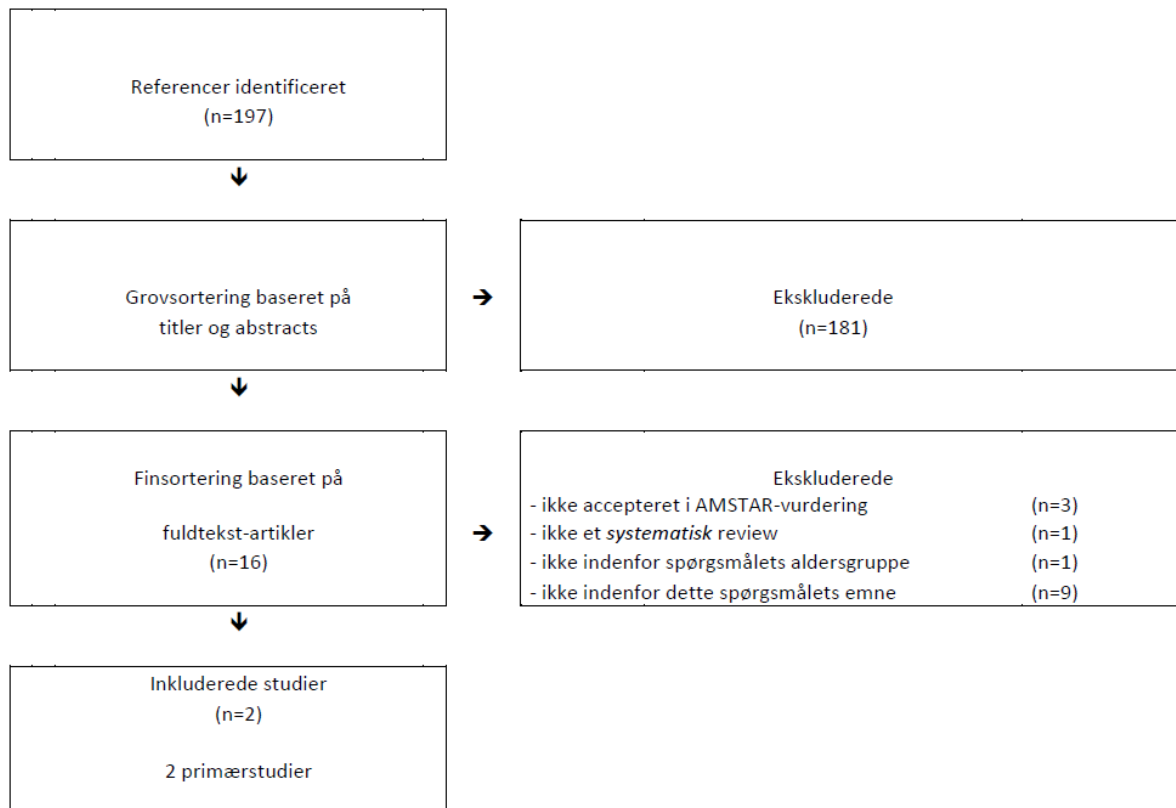 Referencer identificeret
(n=197)
Grovsortering baseret på
titler og abstracts
Ekskluderede
(n=181)
Finsortering baseret på
fuldtekst-artikler
(n=16)
Ekskluderede
- ikke accepteret i AMSTAR-vurdering (n=3)
- ikke et systematisk review (n=1)
- ikke indenfor spørgsmålets aldersgruppe (n=1)
- ikke indenfor dette spørgsmålets emne (n=9)
Inkluderede studier
(n=2)
2 primærstudier